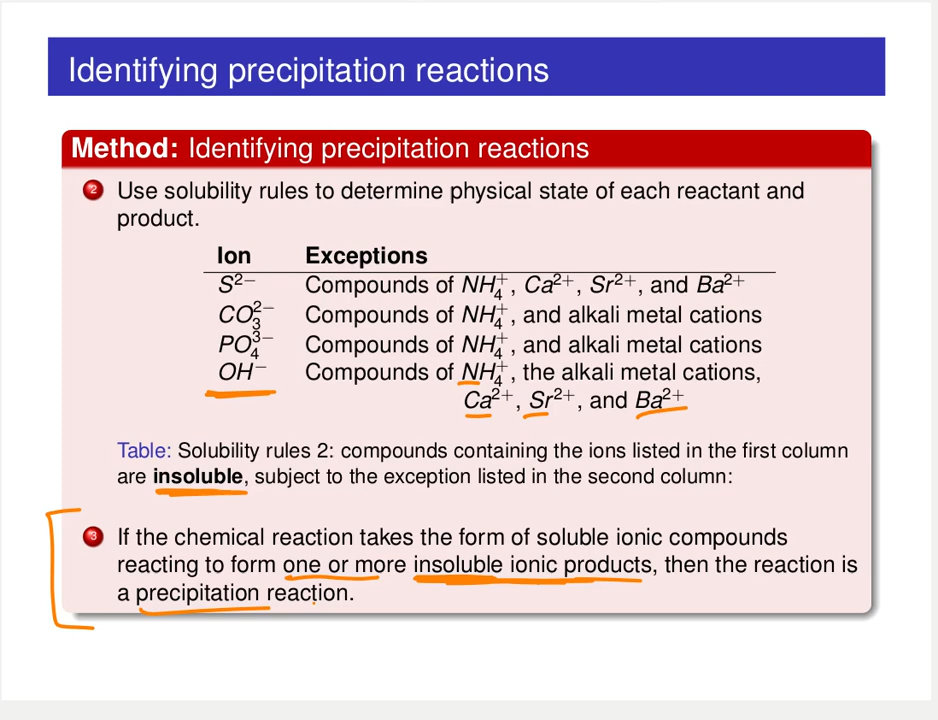 Identifying precipitation reactions
Method: Identifying precipitation reactions
2 Use solubility rules to determine physical state of each reactant and
product.
Ion Exceptions
S²⁻ Compounds of NH₄⁺, Ca²⁺, Sr²⁺, and Ba²⁺
CO₃²⁻ Compounds of NH₄⁺, and alkali metal cations
PO₄³⁻ Compounds of NH₄⁺, and alkali metal cations
OH⁻ Compounds of NH₄⁺, the alkali metal cations,
Ca²⁺, Sr²⁺, and Ba²⁺
Table: Solubility rules 2: compounds containing the ions listed in the first column
are insoluble, subject to the exception listed in the second column:
3 If the chemical reaction takes the form of soluble ionic compounds
reacting to form one or more insoluble ionic products, then the reaction is
a precipitation reaction.